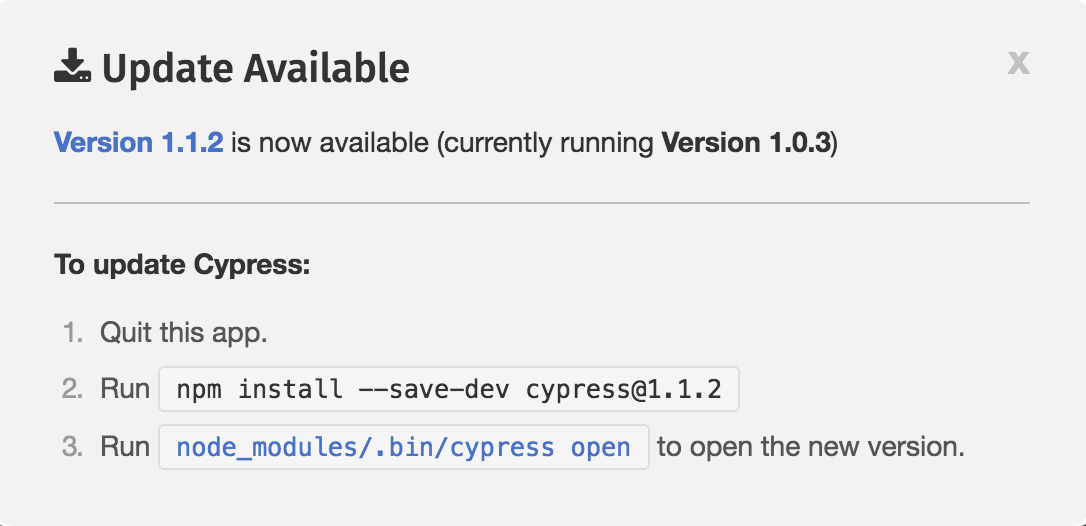 Update Available
X
Version 1.1.2 is now available (currently running Version 1.0.3)
To update Cypress:
1. Quit this app.
2. Run npm install --save-dev cypress@1.1.2
3. Run node_modules/.bin/cypress open to open the new version.